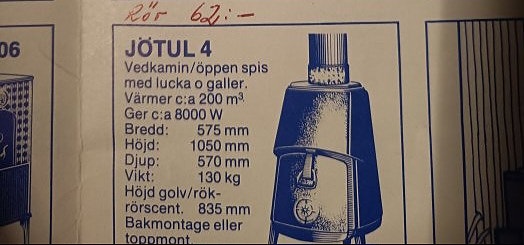 Rör 62:-
06
JÖTUL 4
Vedkamin/öppen spis
med lucka o galler.
Värmer c:a 200 m³
Ger c:a 8000 W
Bredd: 575 mm
Höjd: 1050 mm
Djup: 570 mm
Vikt: 130 kg
Höjd golv/rök-
rörscent. 835 mm
Bakmontage eller
toppmont.